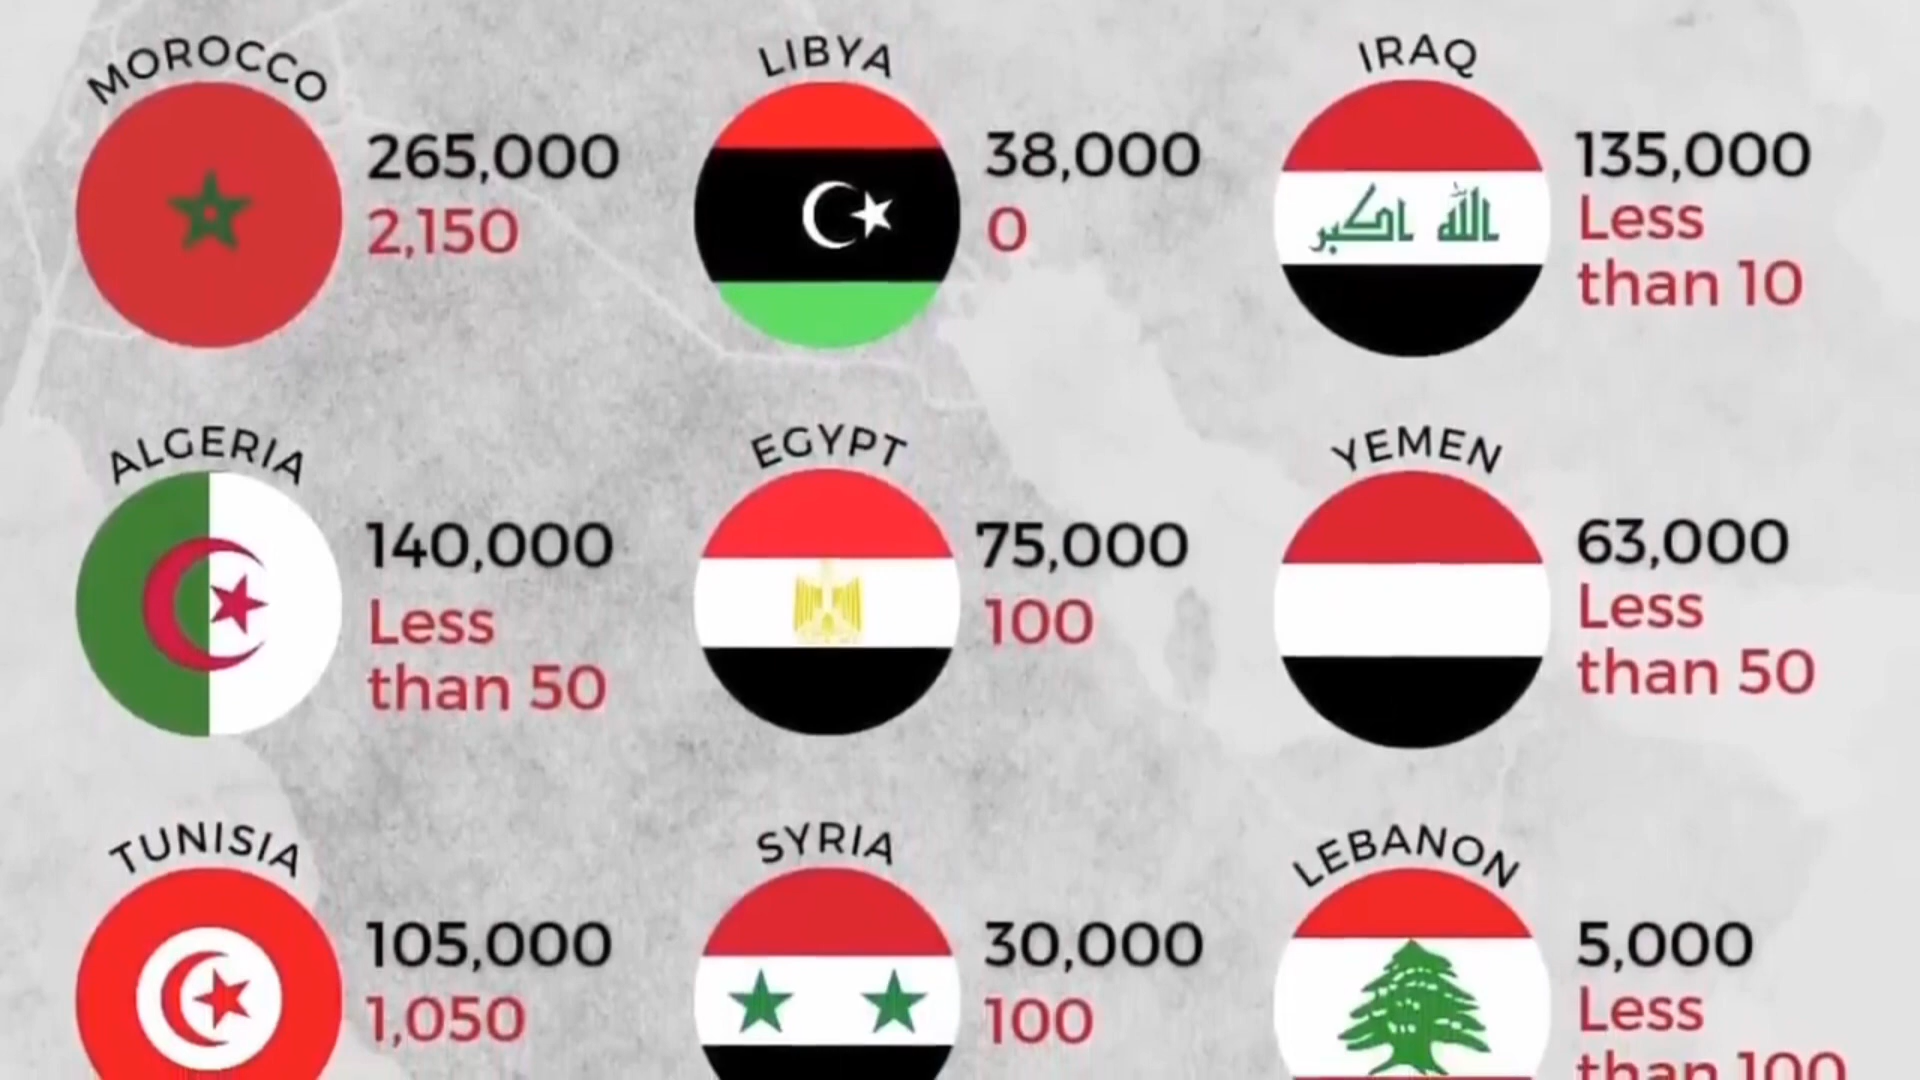 MOROCCO
265,000
2,150
LIBYA
38,000
0
IRAQ
الله اكبر
135,000
Less
than 10
ALGERIA
140,000
Less
than 50
EGYPT
75,000
100
YEMEN
63,000
Less
than 50
TUNISIA
105,000
1,050
SYRIA
30,000
100
LEBANON
5,000
Less
than 100